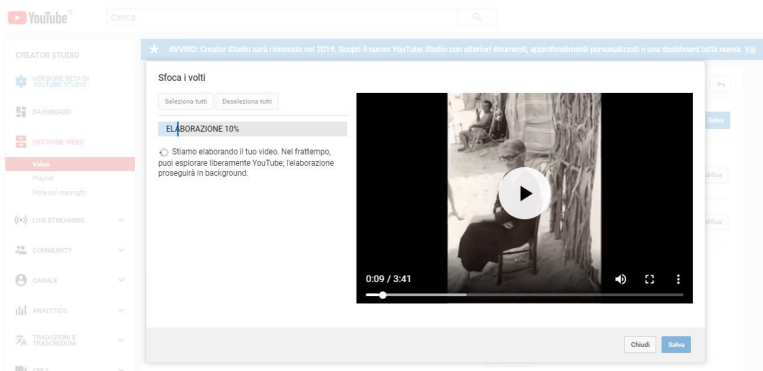 YouTube IT
Cerca
CREATOR STUDIO
AVVISO: Creator Studio sarà rinnovato nel 2019. Scopri il nuovo YouTube Studio con ulteriori strumenti, approfondimenti personalizzati e una dashboard tutta nuova. Vai
VERSIONE BETA DI
YOUTUBE STUDIO
DASHBOARD
GESTIONE VIDEO
Video
Playlist
Note sul copyright
LIVE STREAMING
COMMUNITY
CANALE
ANALYTICS
TRADUZIONI E
TRASCRIZIONI
CREA
Sfoca i volti
Seleziona tutti
Deseleziona tutti
ELABORAZIONE 10%
Stiamo elaborando il tuo video. Nel frattempo,
puoi esplorare liberamente YouTube; l'elaborazione
proseguirà in background.
0:09 / 3:41
Chiudi
Salva
Salva